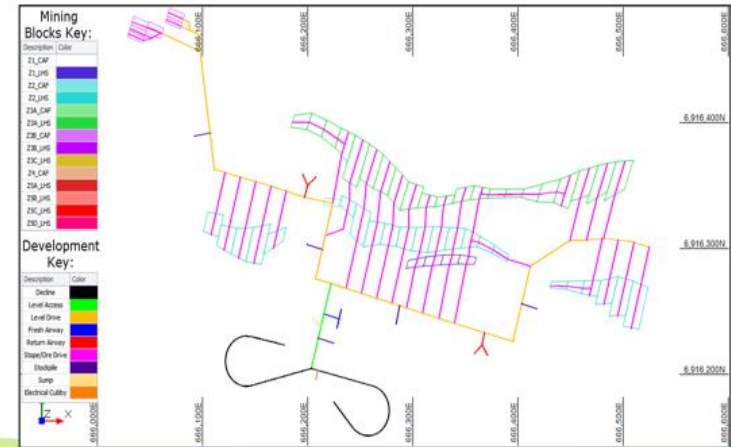 Mining
Blocks Key:
Description Color
Z1_CAF
Z1_LHS
Z2_CAF
Z2_LHS
Z3A_CAF
Z3A_LHS
Z3B_CAF
Z3B_LHS
Z3C_LHS
Z4_CAF
Z5A_LHS
Z5B_LHS
Z5C_LHS
Z5D_LHS
Development
Key:
Description Color
Decline
Level Access
Level Drive
Fresh Airway
Return Airway
Stope/Ore Drive
Stockpile
Sump
Electrical Cubby
Z X
666,100E
666,200E
666,300E
666,400E
666,500E
666,600E
6,916,400N
6,916,300N
6,916,200N
666,000E
666,100E
666,200E
666,300E
666,400E
666,500E
666,600E